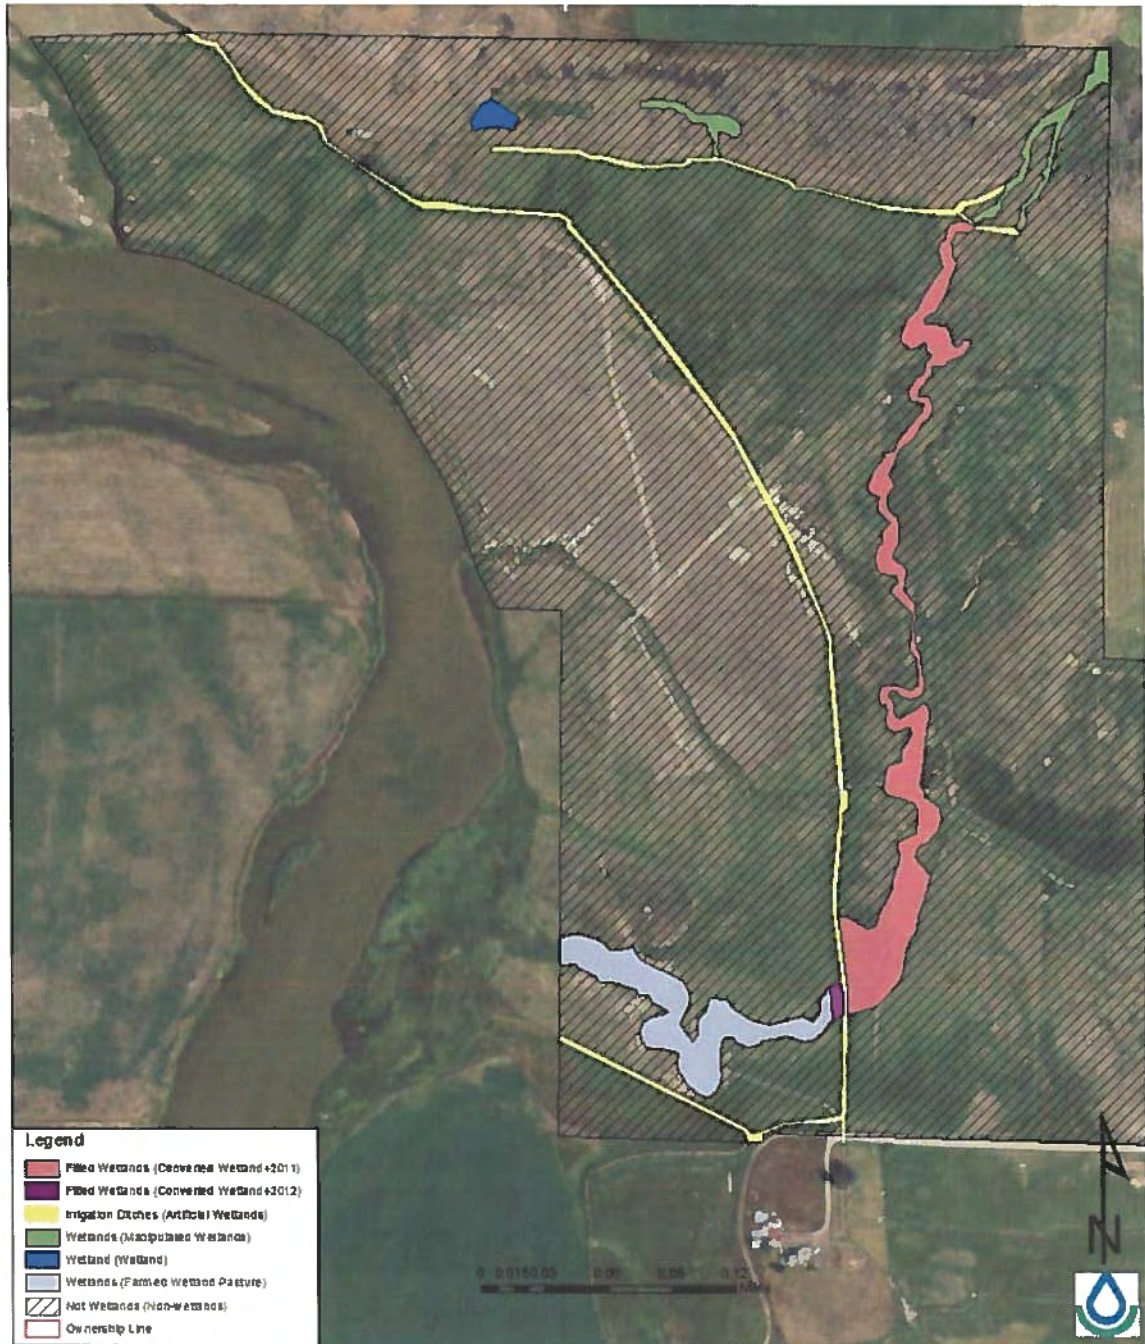 Legend
Filled Wetlands (Converted Wetland+2011)
Filled Wetlands (Converted Wetland+2012)
Irrigation Ditches (Artificial Wetlands)
Wetlands (Manipulated Wetlands)
Wetland (Wetland)
Wetlands (Farmed Wetland Pasture)
Not Wetlands (Non-wetlands)
Ownership Line
N